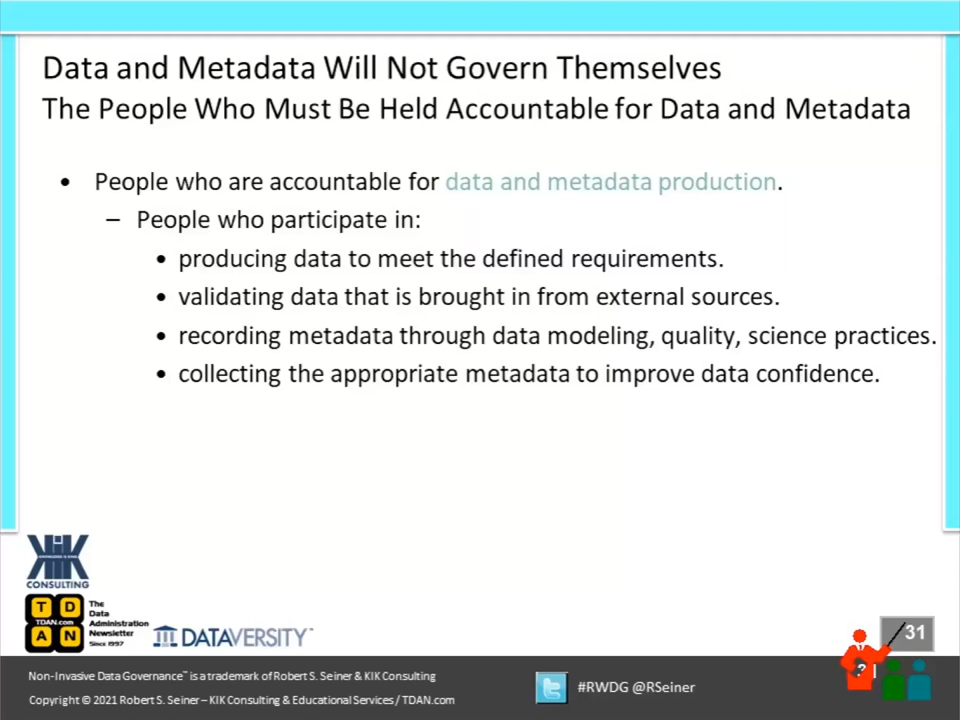 Data and Metadata Will Not Govern Themselves
The People Who Must Be Held Accountable for Data and Metadata
• People who are accountable for data and metadata production.
– People who participate in:
• producing data to meet the defined requirements.
• validating data that is brought in from external sources.
• recording metadata through data modeling, quality, science practices.
• collecting the appropriate metadata to improve data confidence.
KIK
CONSULTING
T D
TDAN.com
A N
The
Data
Administration
Newsletter
Since 1997
DATAVERSITY™
31
Non-Invasive Data Governance™ is a trademark of Robert S. Seiner & KIK Consulting
Copyright © 2021 Robert S. Seiner – KIK Consulting & Educational Services / TDAN.com
#RWDG @RSeiner